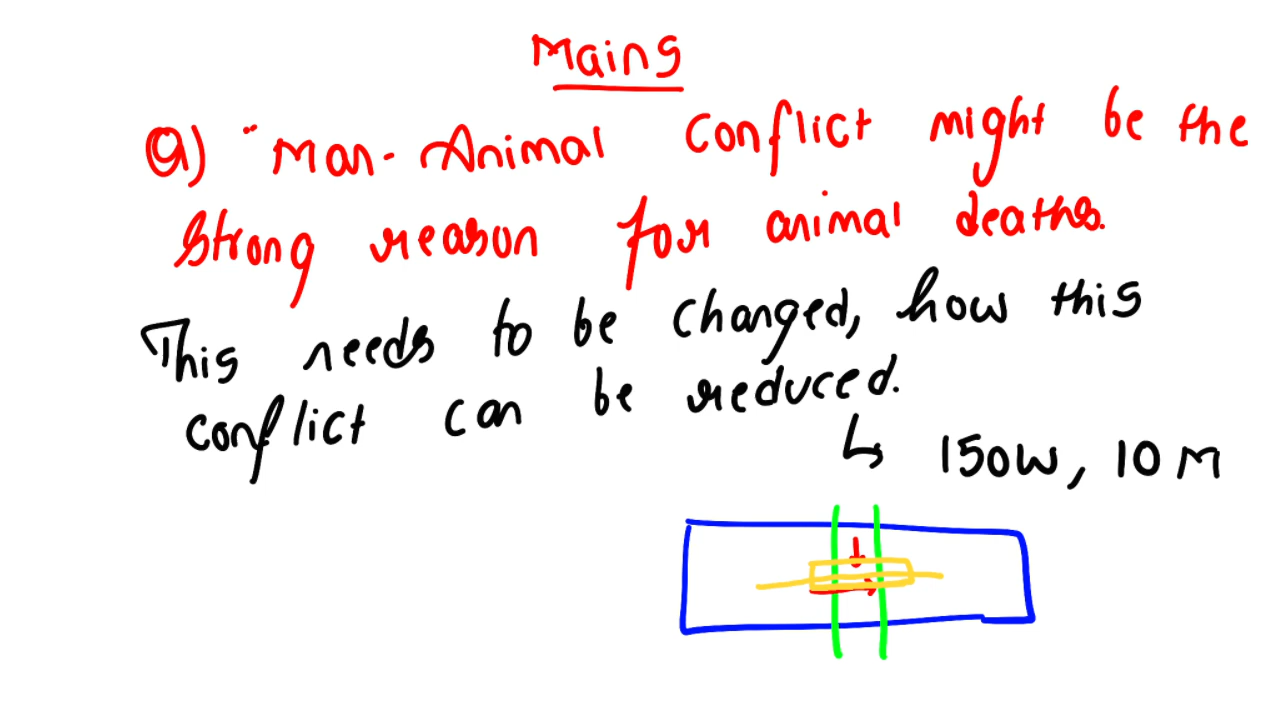 Mains
Q) "Man-Animal conflict might be the
strong reason for animal deaths.
This needs to be changed, how this
conflict can be reduced.
↳ 150W, 10M